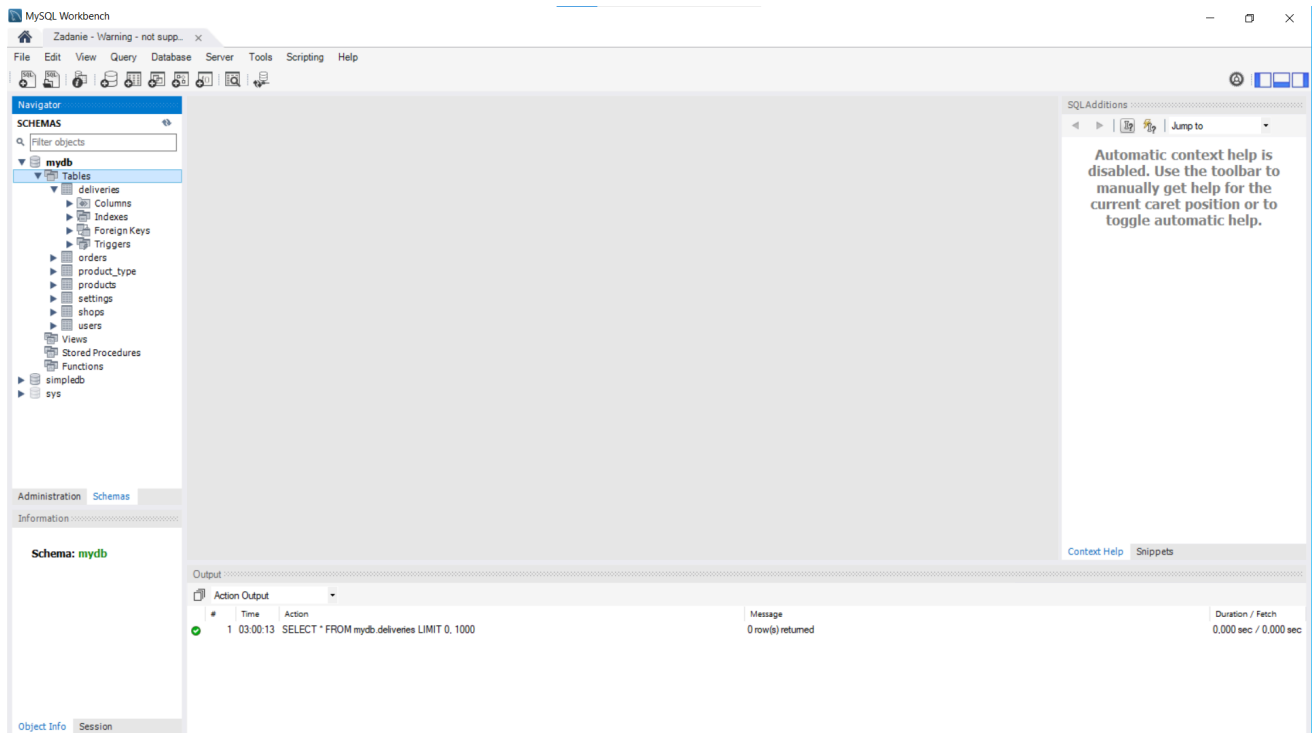 MySQL Workbench
Zadanie - Warning - not supp...
File Edit View Query Database Server Tools Scripting Help
Navigator
SCHEMAS
Filter objects
mydb
Tables
deliveries
Columns
Indexes
Foreign Keys
Triggers
orders
product_type
products
settings
shops
users
Views
Stored Procedures
Functions
simpledb
sys
Administration Schemas
Information
Schema: mydb
Object Info Session
SQLAdditions
Jump to
Automatic context help is
disabled. Use the toolbar to
manually get help for the
current caret position or to
toggle automatic help.
Context Help Snippets
Output
Action Output
# Time Action Message Duration / Fetch
1 03:00:13 SELECT * FROM mydb.deliveries LIMIT 0, 1000 0 row(s) returned 0,000 sec / 0,000 sec